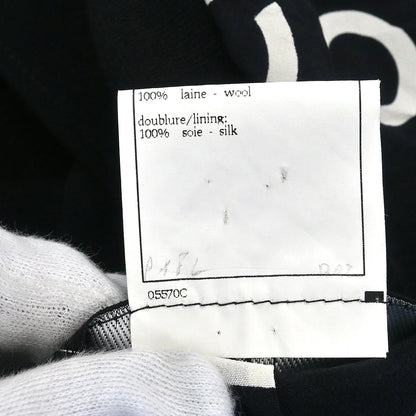 100% laine - wool
doublure/lining:
100% soie - silk
05570C